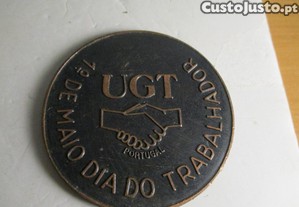 Custojusto.pt
UGT
PORTUGAL
1º DE MAIO DIA DO TRABALHADOR